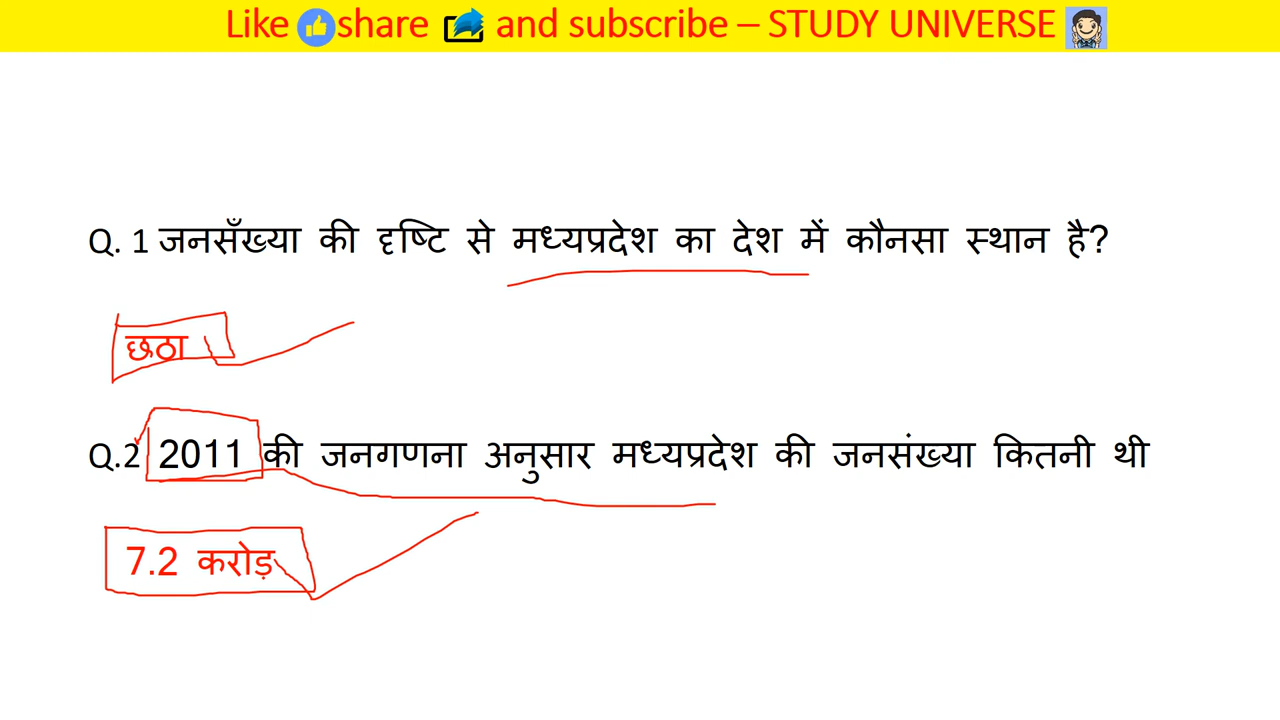 Like share and subscribe – STUDY UNIVERSE
Q. 1 जनसँख्या की दृष्टि से मध्यप्रदेश का देश में कौनसा स्थान है?
छठा
Q.2 2011 की जनगणना अनुसार मध्यप्रदेश की जनसंख्या कितनी थी
7.2 करोड़